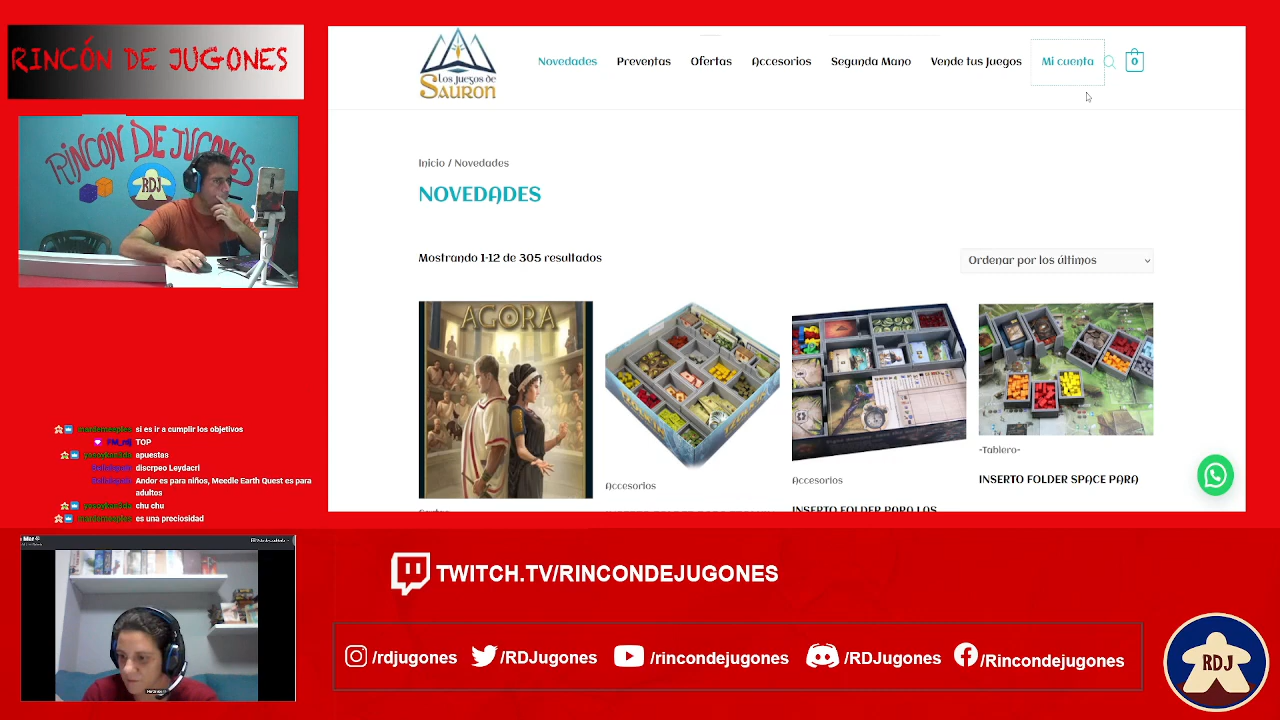 RINCÓN DE JUGONES
RINCÓN DE JUGONES
RDJ
si es ir a cumplir los objetivos
TOP
apuestas
discrpeo Leydacri
Andor es para niños, Meedle Earth Quest es para
adultos
chu chu
es una preciosidad
Los Juegos de
Sauron
Novedades
Preventas
Ofertas
Accesorios
Segunda Mano
Vende tus Juegos
Mi cuenta
0
Inicio / Novedades
NOVEDADES
Mostrando 1-12 de 305 resultados
Ordenar por los últimos
AGORA
Accesorios
Accesorios
INSERTO FOLDER PARA LAS
-Tablero-
INSERTO FOLDER SPACE PARA
TWITCH.TV/RINCONDEJUGONES
/rdjugones
/RDJugones
/rincondejugones
/RDJugones
/Rincondejugones
RDJ